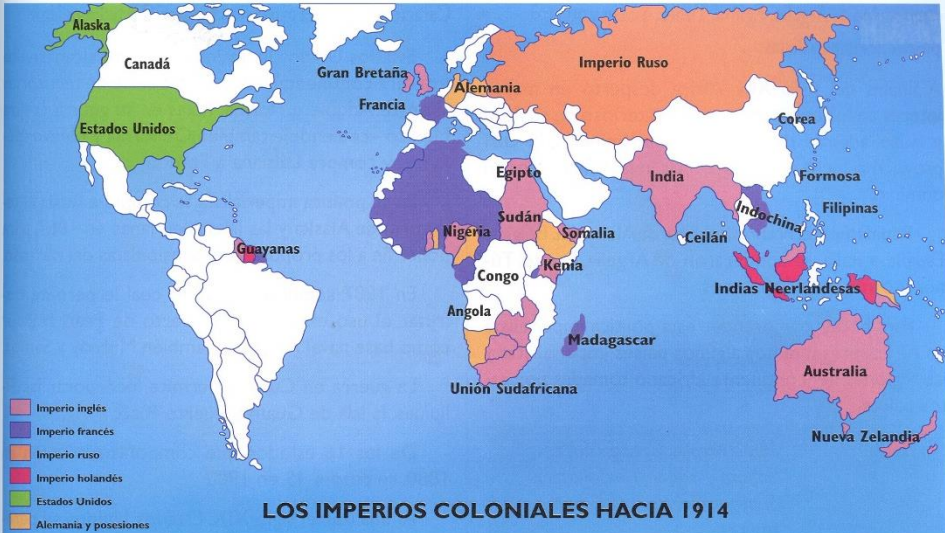 Alaska
Canadá
Estados Unidos
Gran Bretaña
Francia
Alemania
Imperio Ruso
Corea
Formosa
Filipinas
India
Indochina
Ceilán
Indias Neerlandesas
Egipto
Sudán
Nigéria
Somalia
Kenia
Congo
Angola
Madagascar
Unión Sudafricana
Guayanas
Australia
Nueva Zelandia
Imperio inglés
Imperio francés
Imperio ruso
Imperio holandés
Estados Unidos
Alemania y posesiones
LOS IMPERIOS COLONIALES HACIA 1914